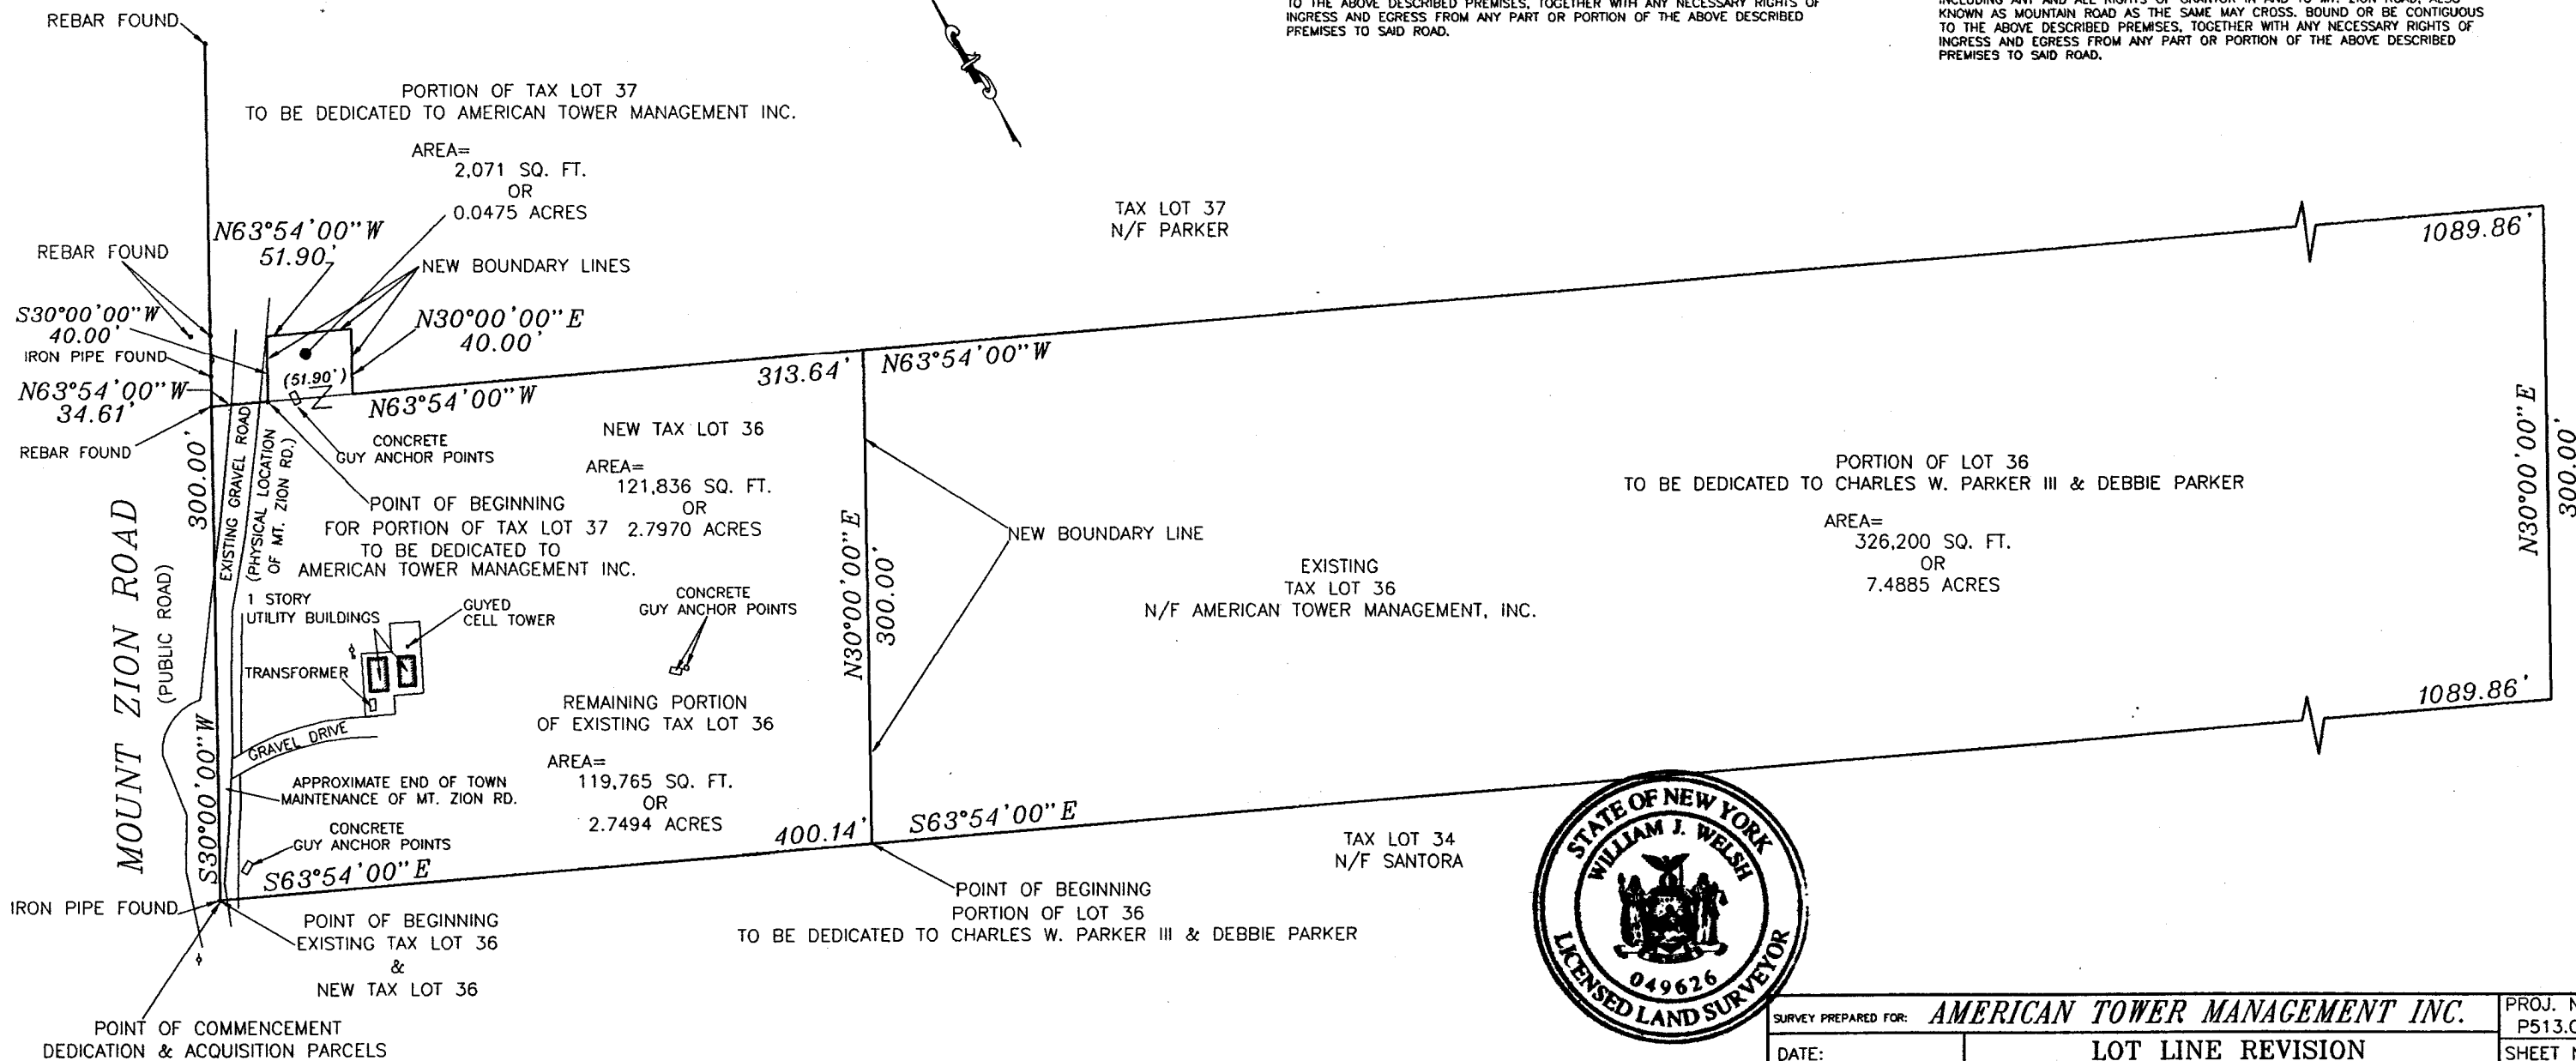 TO THE ABOVE DESCRIBED PREMISES, TOGETHER WITH ANY NECESSARY RIGHTS OF
INGRESS AND EGRESS FROM ANY PART OR PORTION OF THE ABOVE DESCRIBED
PREMISES TO SAID ROAD.
INCLUDING ANY AND ALL RIGHTS OF GRANTOR IN AND TO MT. ZION ROAD, ALSO
KNOWN AS MOUNTAIN ROAD AS THE SAME MAY CROSS, BOUND OR BE CONTIGUOUS
TO THE ABOVE DESCRIBED PREMISES, TOGETHER WITH ANY NECESSARY RIGHTS OF
INGRESS AND EGRESS FROM ANY PART OR PORTION OF THE ABOVE DESCRIBED
PREMISES TO SAID ROAD.
REBAR FOUND
PORTION OF TAX LOT 37
TO BE DEDICATED TO AMERICAN TOWER MANAGEMENT INC.
AREA=
2,071 SQ. FT.
OR
0.0475 ACRES
TAX LOT 37
N/F PARKER
N63°54'00"W
51.90'
REBAR FOUND
NEW BOUNDARY LINES
S30°00'00"W
40.00'
N30°00'00"E
40.00'
IRON PIPE FOUND
N63°54'00"W
34.61'
REBAR FOUND
(51.90')
N63°54'00"W
313.64'
N63°54'00"W
1089.86'
300.00'
EXISTING GRAVEL ROAD
(PHYSICAL LOCATION
OF MT. ZION RD.)
CONCRETE
GUY ANCHOR POINTS
NEW TAX LOT 36
AREA=
121,836 SQ. FT.
OR
2.7970 ACRES
POINT OF BEGINNING
FOR PORTION OF TAX LOT 37
TO BE DEDICATED TO
AMERICAN TOWER MANAGEMENT INC.
MOUNT ZION ROAD
(PUBLIC ROAD)
S30°00'00"W
1 STORY
UTILITY BUILDINGS
GUYED
CELL TOWER
TRANSFORMER
CONCRETE
GUY ANCHOR POINTS
N30°00'00"E
300.00'
NEW BOUNDARY LINE
EXISTING
TAX LOT 36
N/F AMERICAN TOWER MANAGEMENT, INC.
PORTION OF LOT 36
TO BE DEDICATED TO CHARLES W. PARKER III & DEBBIE PARKER
AREA=
326,200 SQ. FT.
OR
7.4885 ACRES
N30°00'00"E
300.00'
REMAINING PORTION
OF EXISTING TAX LOT 36
AREA=
119,765 SQ. FT.
OR
2.7494 ACRES
GRAVEL DRIVE
APPROXIMATE END OF TOWN
MAINTENANCE OF MT. ZION RD.
CONCRETE
GUY ANCHOR POINTS
S63°54'00"E
400.14'
S63°54'00"E
1089.86'
TAX LOT 34
N/F SANTORA
IRON PIPE FOUND
POINT OF BEGINNING
EXISTING TAX LOT 36
&
NEW TAX LOT 36
POINT OF BEGINNING
PORTION OF LOT 36
TO BE DEDICATED TO CHARLES W. PARKER III & DEBBIE PARKER
POINT OF COMMENCEMENT
DEDICATION & ACQUISITION PARCELS
STATE OF NEW YORK
WILLIAM J. WELSH
049626
LICENSED LAND SURVEYOR
SURVEY PREPARED FOR: AMERICAN TOWER MANAGEMENT INC.
PROJ. N
P513.0
DATE:
LOT LINE REVISION
SHEET N